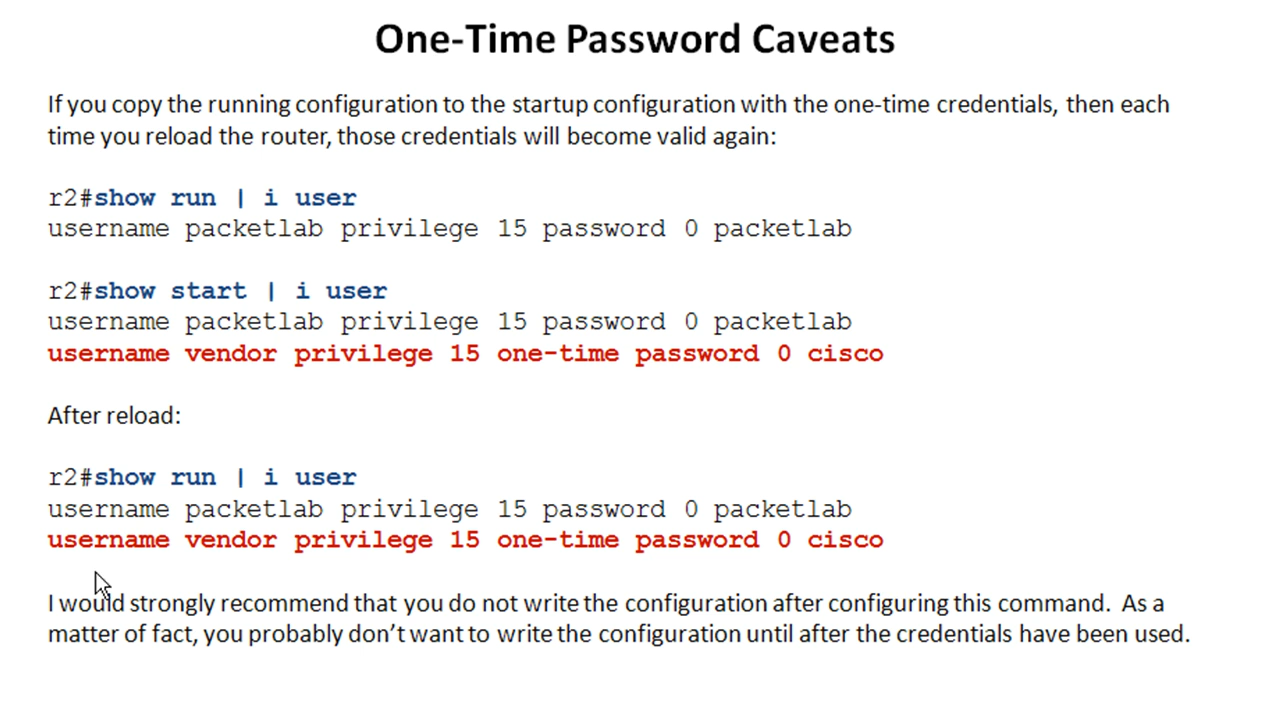 One-Time Password Caveats
If you copy the running configuration to the startup configuration with the one-time credentials, then each
time you reload the router, those credentials will become valid again:
r2#show run | i user
username packetlab privilege 15 password 0 packetlab
r2#show start | i user
username packetlab privilege 15 password 0 packetlab
username vendor privilege 15 one-time password 0 cisco
After reload:
r2#show run | i user
username packetlab privilege 15 password 0 packetlab
username vendor privilege 15 one-time password 0 cisco
I would strongly recommend that you do not write the configuration after configuring this command.  As a
matter of fact, you probably don’t want to write the configuration until after the credentials have been used.